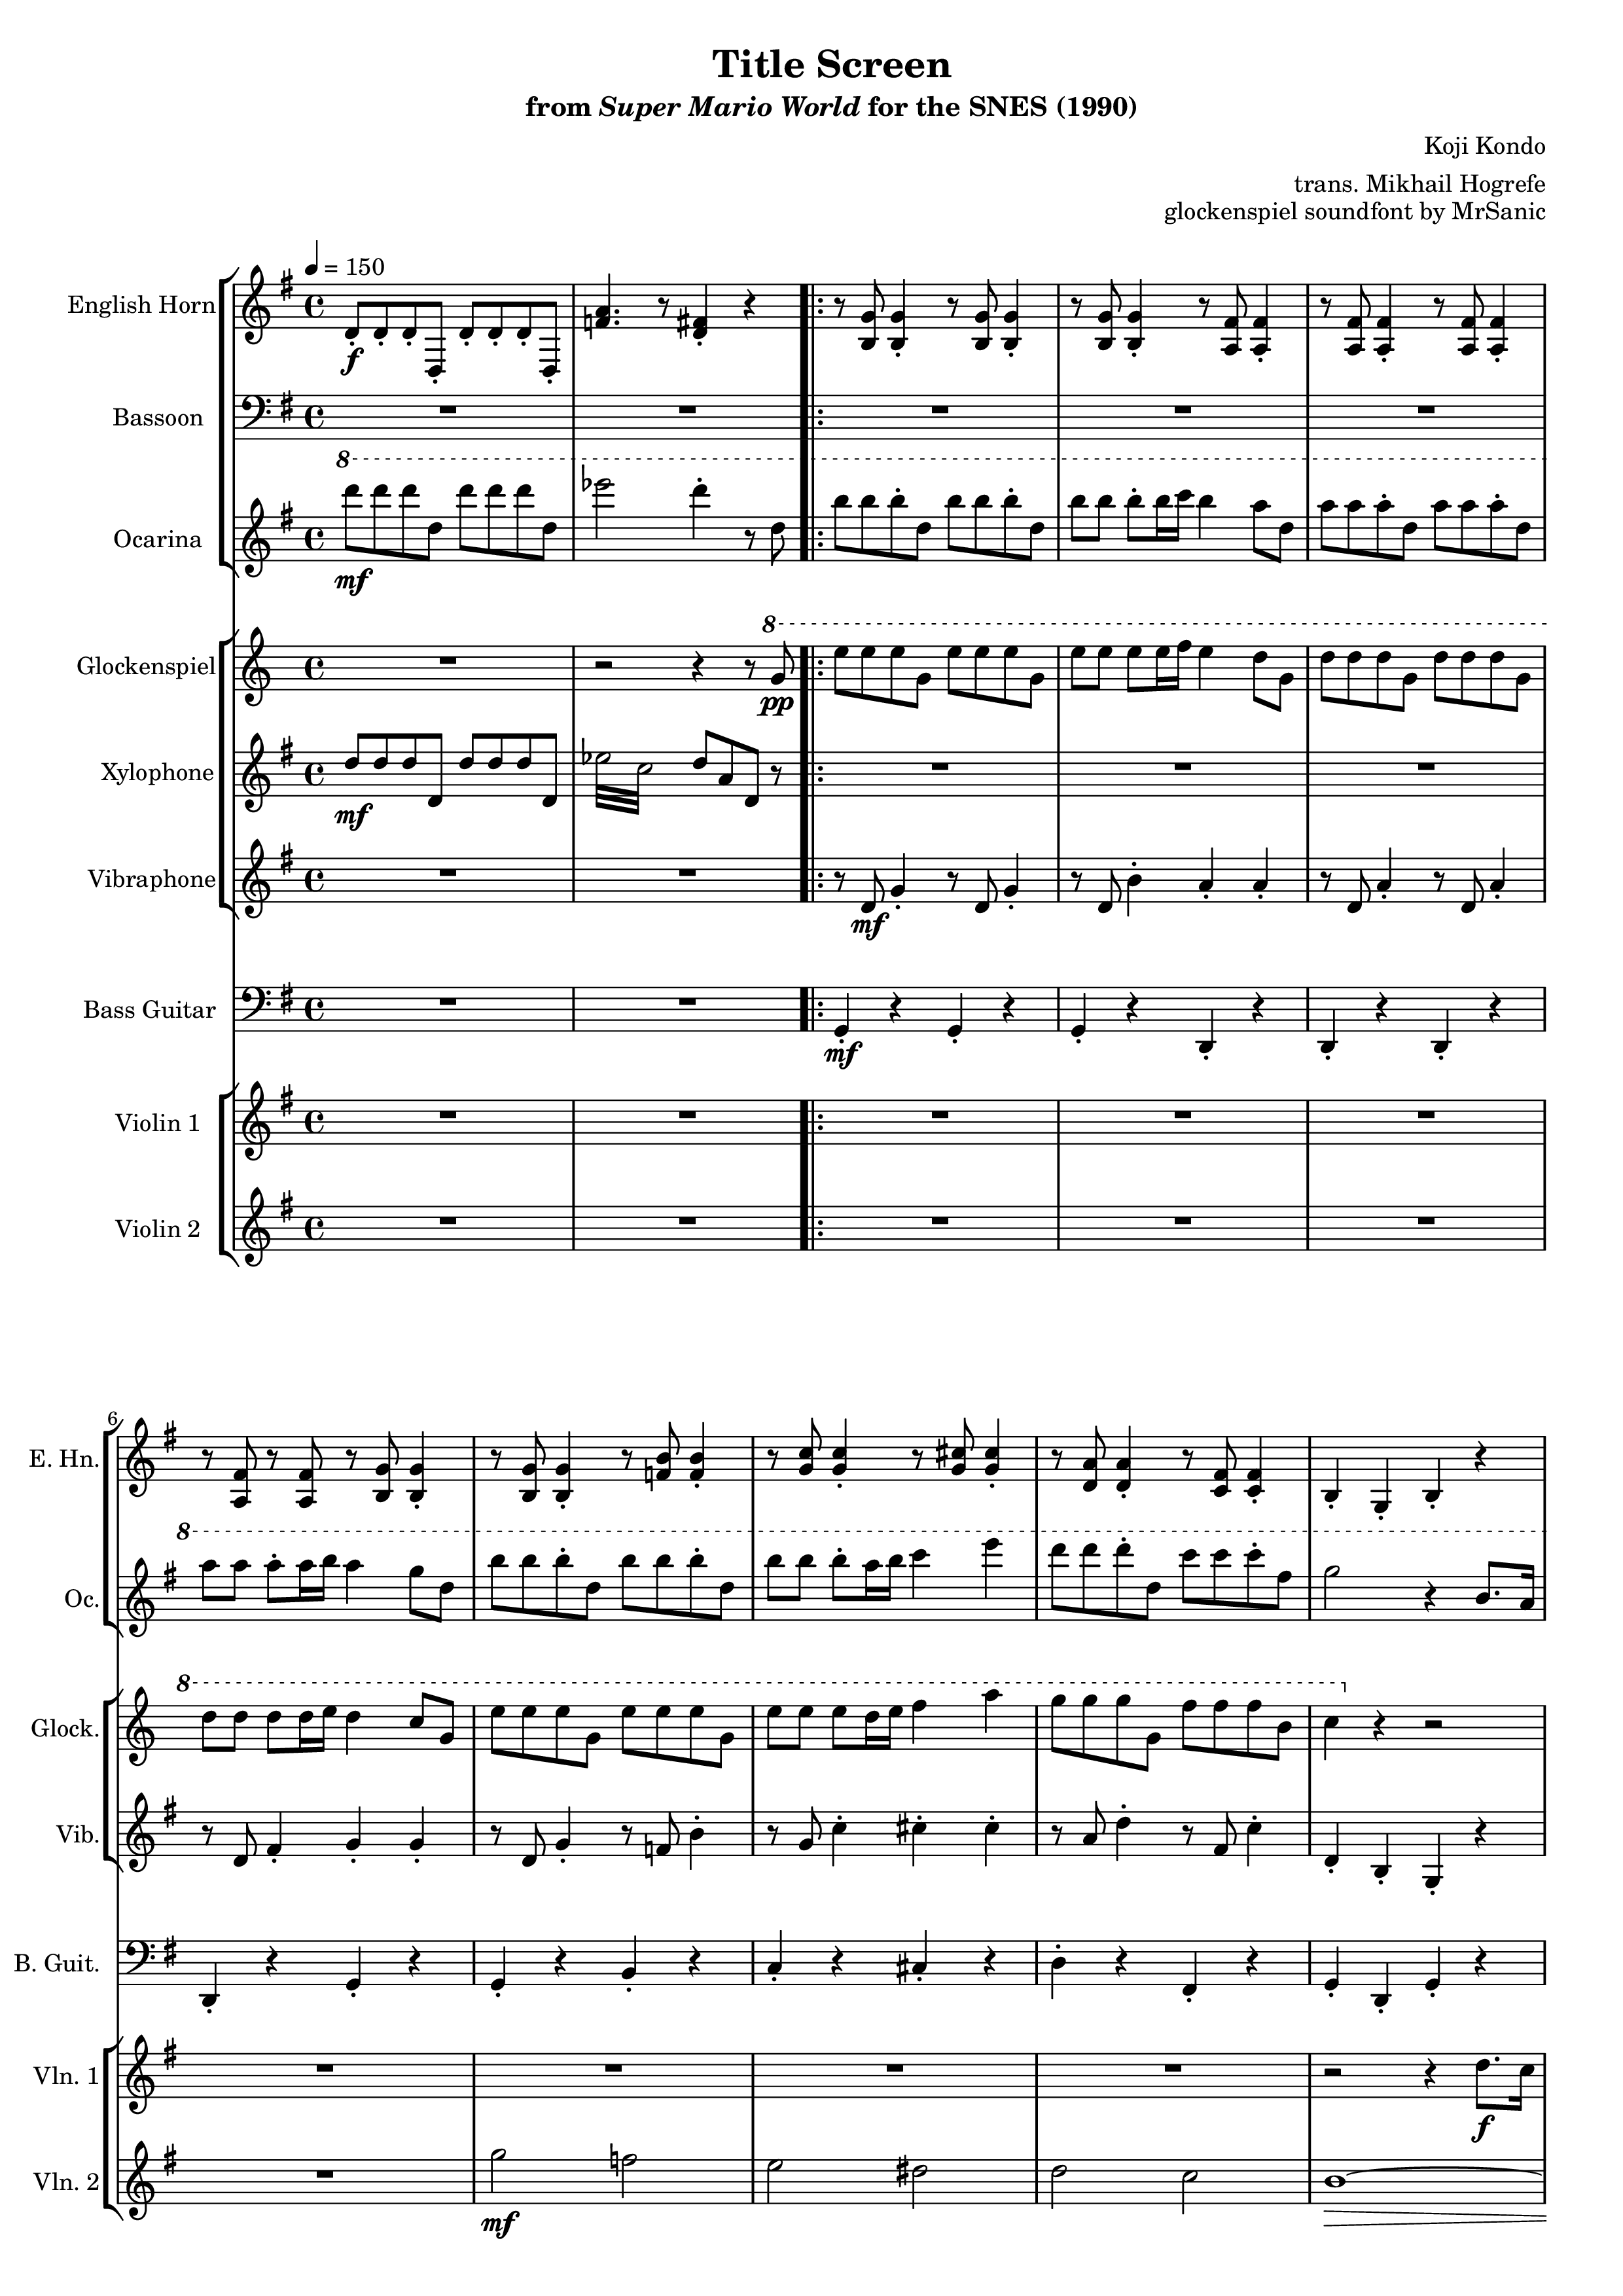 Title Screen
from Super Mario World for the SNES (1990)
Koji Kondo
trans. Mikhail Hogrefe
glockenspiel soundfont by MrSanic
= 150
English Horn
f
Bassoon
8
Ocarina
mf
8
Glockenspiel
pp
Xylophone
mf
Vibraphone
mf
Bass Guitar
mf
Violin 1
Violin 2
6
E. Hn.
8
Oc.
8
Glock.
Vib.
B. Guit.
Vln. 1
f
Vln. 2
mf